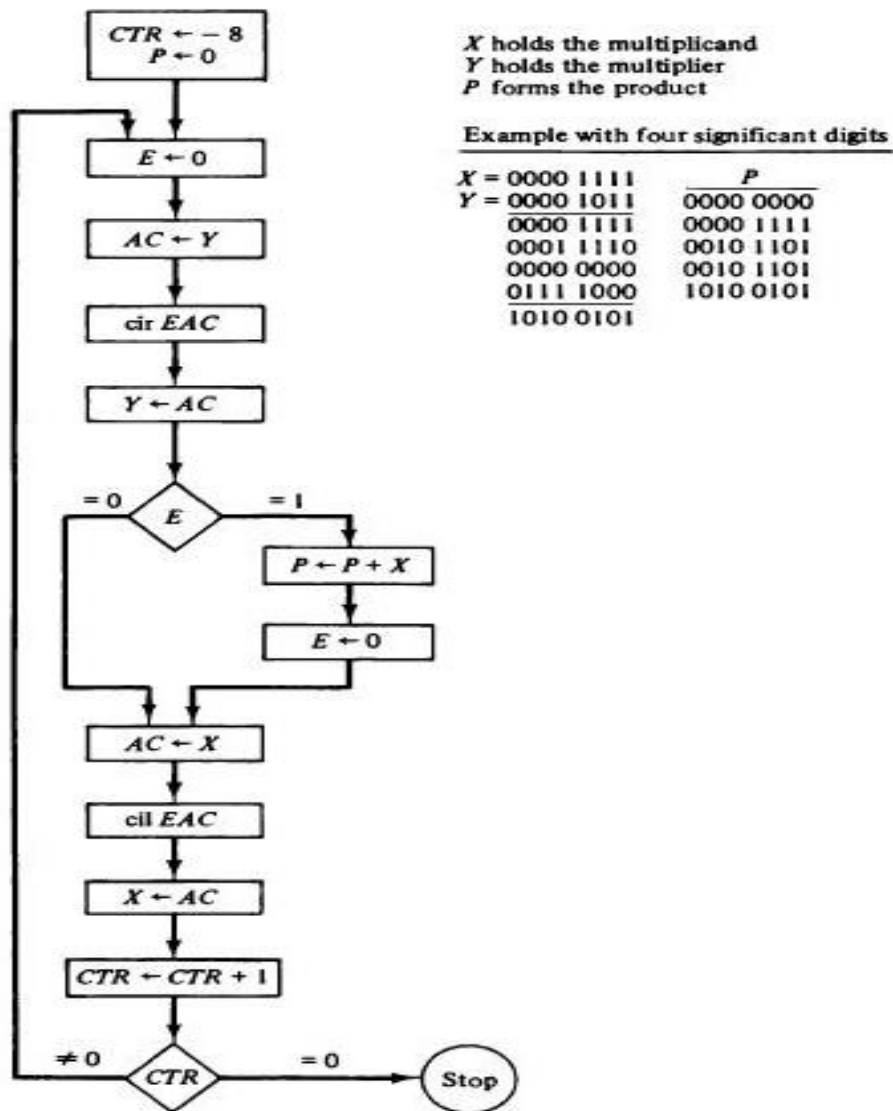 CTR ← − 8
P ← 0
E ← 0
AC ← Y
cir EAC
Y ← AC
= 0
E
= 1
P ← P + X
E ← 0
AC ← X
cil EAC
X ← AC
CTR ← CTR + 1
≠ 0
CTR
= 0
Stop
X holds the multiplicand
Y holds the multiplier
P forms the product
Example with four significant digits
X = 0000 1111 P
Y = 0000 1011 0000 0000
0000 1111 0000 1111
0001 1110 0010 1101
0000 0000 0010 1101
0111 1000 1010 0101
1010 0101